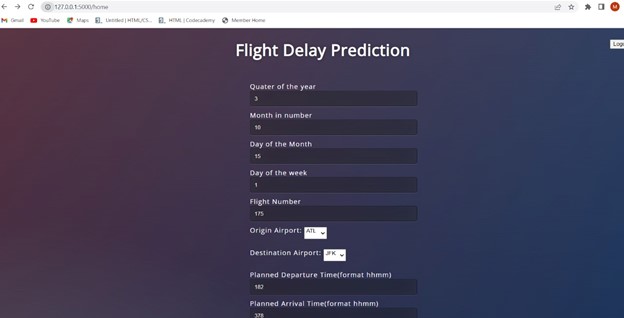 127.0.0.1:5000/home
M
Gmail YouTube Maps Untitled | HTML/CS... HTML | Codecademy Member Home
Flight Delay Prediction
Quater of the year
3
Month in number
10
Day of the Month
15
Day of the week
1
Flight Number
175
Origin Airport: ATL
Destination Airport: JFK
Planned Departure Time(format hhmm)
182
Planned Arrival Time(format hhmm)
378